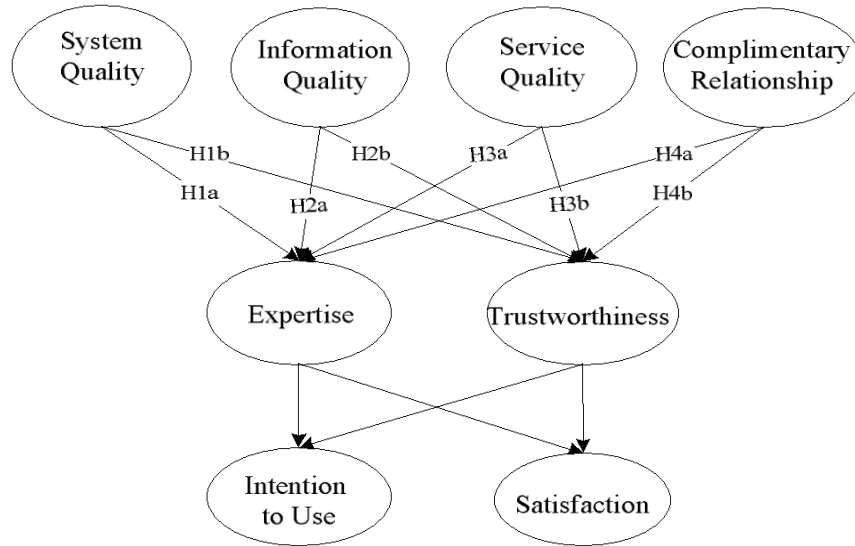 System
Quality
Information
Quality
Service
Quality
Complimentary
Relationship
H1b
H2b
H3a
H4a
H1a
H2a
H3b
H4b
Expertise
Trustworthiness
Intention
to Use
Satisfaction